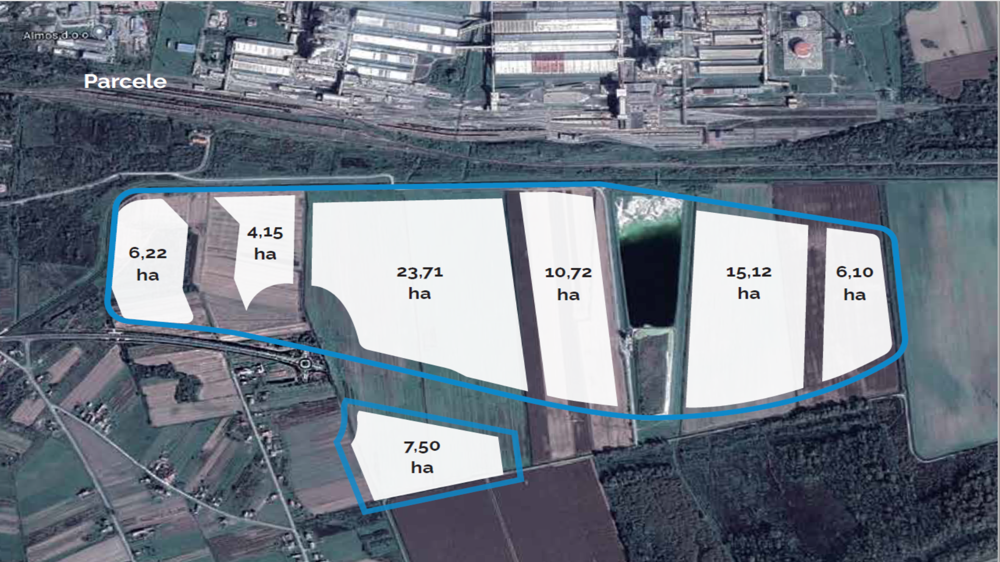 Almos d.o.o
Parcele
4,15
ha
6,22
ha
23,71
ha
10,72
ha
15,12
ha
6,10
ha
7,50
ha